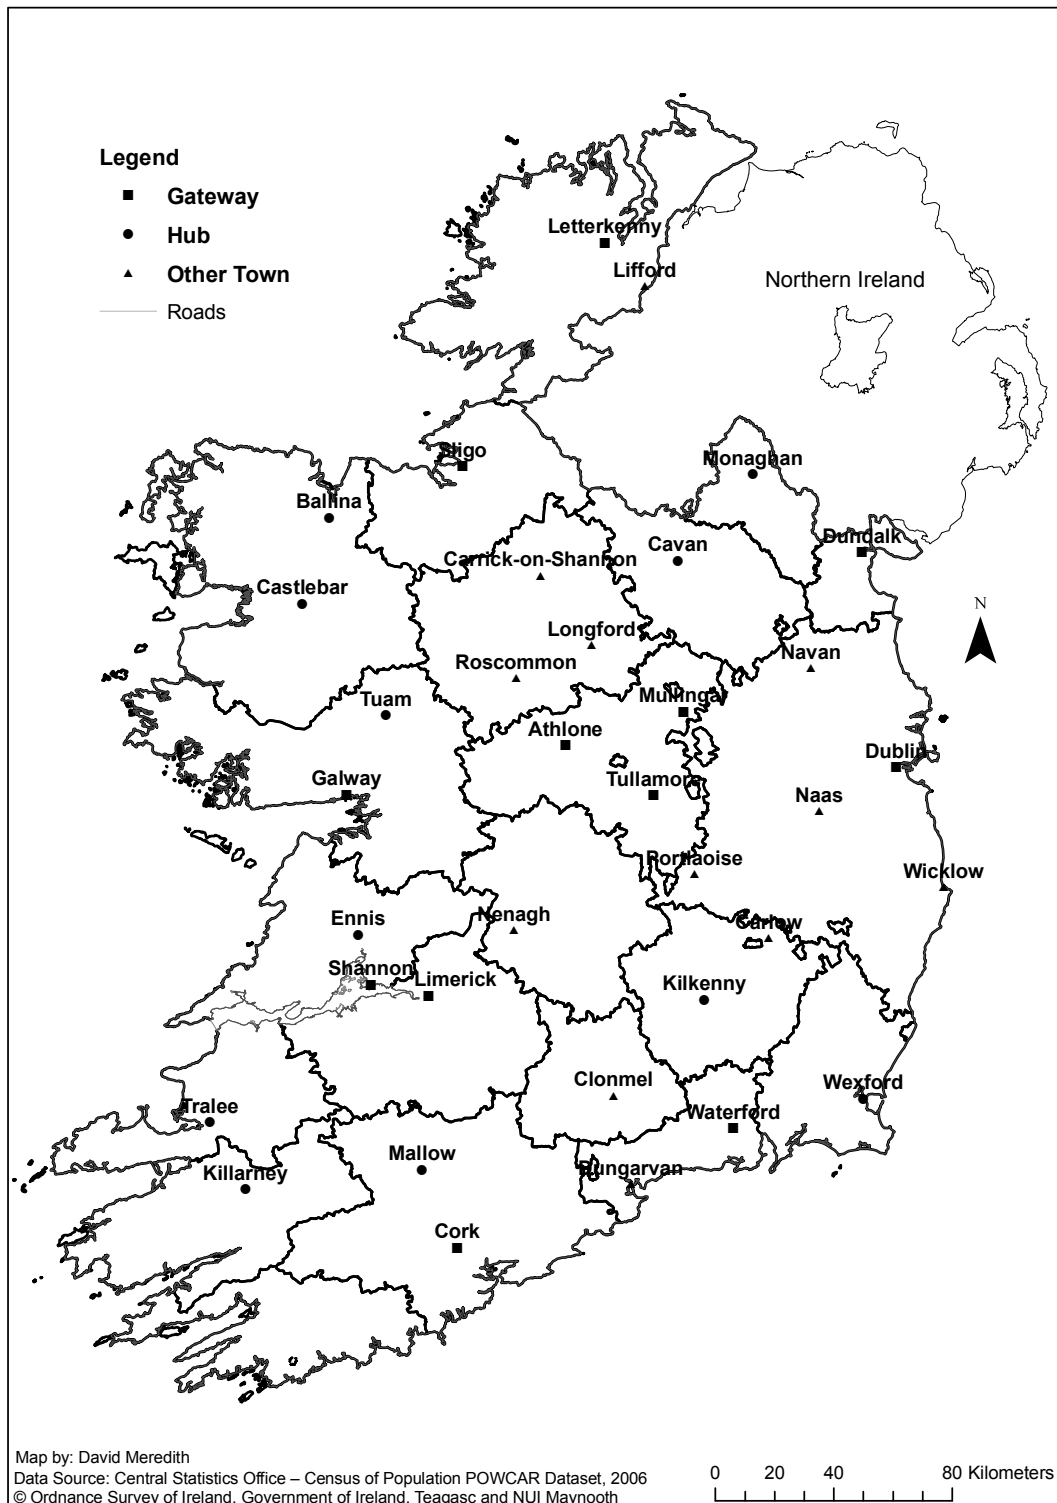 Legend
Gateway
Hub
Other Town
Roads
Letterkenny
Lifford
Northern Ireland
Sligo
Monaghan
Ballina
Dundalk
Cavan
Carrick-on-Shannon
Castlebar
N
Longford
Navan
Roscommon
Mullingar
Tuam
Athlone
Dublin
Galway
Tullamore
Naas
Portlaoise
Wicklow
Nenagh
Ennis
Carlow
Shannon
Limerick
Kilkenny
Clonmel
Wexford
Tralee
Waterford
Mallow
Killarney
Dungarvan
Cork
Map by: David Meredith
Data Source: Central Statistics Office – Census of Population POWCAR Dataset, 2006
© Ordnance Survey of Ireland, Government of Ireland, Teagasc and NUI Maynooth
0 20 40 80 Kilometers